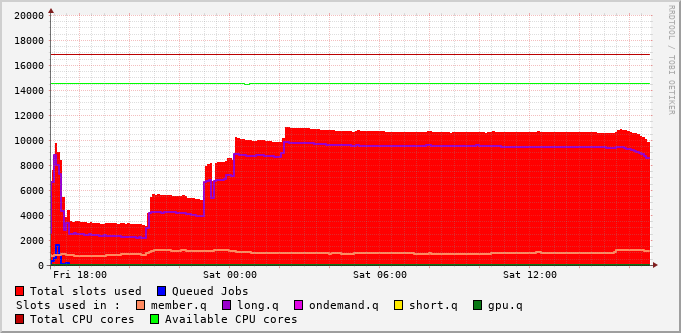 RRDTOOL / TOBI OETIKER
20000
18000
16000
14000
12000
10000
8000
6000
4000
2000
0
Fri 18:00 Sat 00:00 Sat 06:00 Sat 12:00
Total slots used Queued Jobs
Slots used in : member.q long.q ondemand.q short.q gpu.q
Total CPU cores Available CPU cores